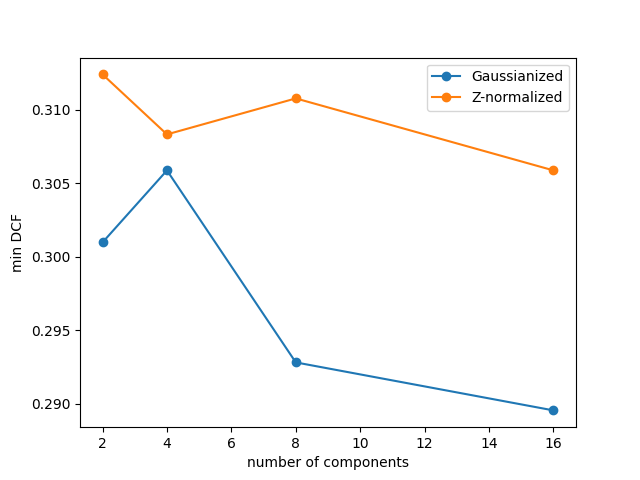 Gaussianized
Z-normalized
0.310
0.305
0.300
0.295
0.290
min DCF
2 4 6 8 10 12 14 16
number of components